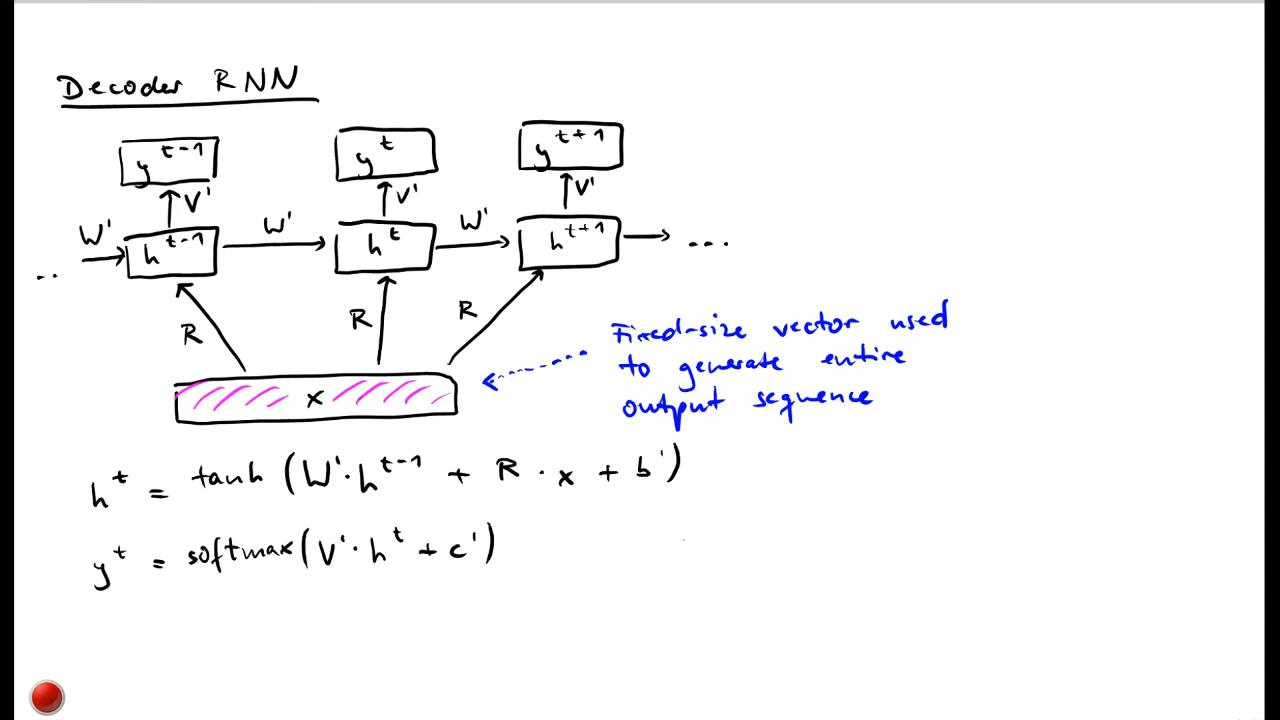 Decoder RNN
y^{t-1} y^t y^{t+1}
V' V' V'
W' W' W'
.. h^{t-1} h^t h^{t+1} ...
R R R
x
Fixed-size vector used
to generate entire
output sequence
h^t = tanh (W'·h^{t-1} + R · x + b')
y^t = softmax(V'·h^t + c')